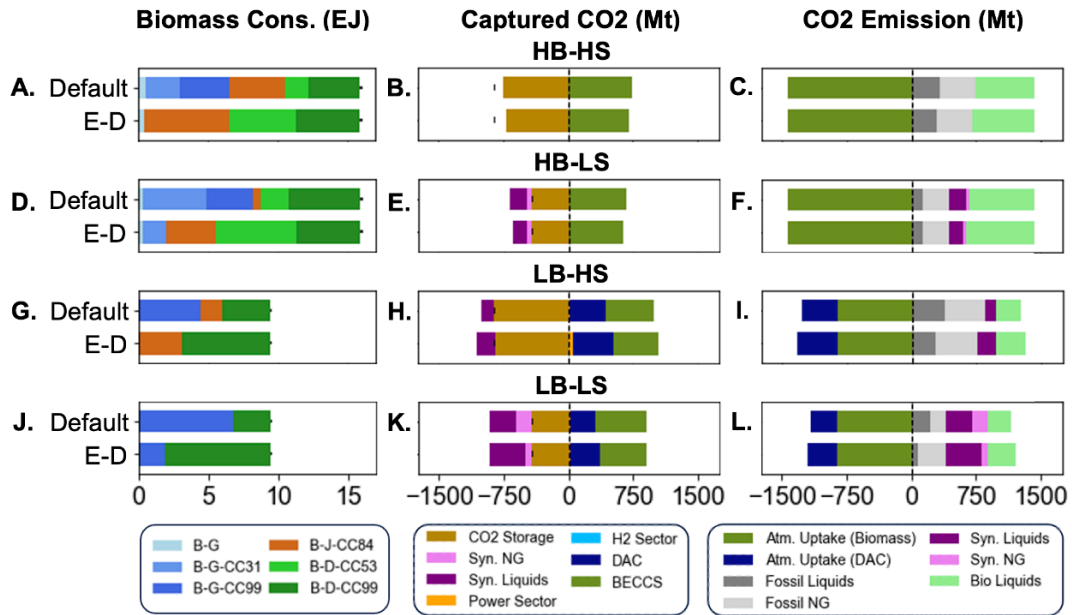 Biomass Cons. (EJ) Captured CO2 (Mt) CO2 Emission (Mt)
HB-HS
A. Default B. C.
E-D
HB-LS
D. Default E. F.
E-D
LB-HS
G. Default H. I.
E-D
LB-LS
J. Default K. L.
E-D
0 5 10 15 −1500 −750 0 750 1500 −1500 −750 0 750 1500
B-G
B-G-CC31
B-G-CC99
B-J-CC84
B-D-CC53
B-D-CC99
CO2 Storage
Syn. NG
Syn. Liquids
Power Sector
H2 Sector
DAC
BECCS
Atm. Uptake (Biomass)
Atm. Uptake (DAC)
Fossil Liquids
Fossil NG
Syn. Liquids
Syn. NG
Bio Liquids